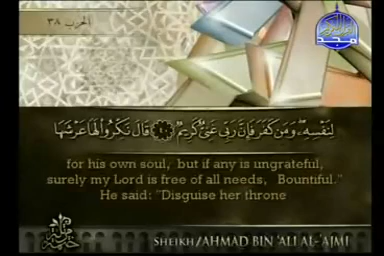 الحزب ٣٨
لِنَفْسِهِۦ ۖ وَمَن كَفَرَ فَإِنَّ رَبِّى غَنِىٌّ كَرِيمٌ ٤٠ قَالَ نَكِّرُوا۟ لَهَا عَرْشَهَا
for his own soul, but if any is ungrateful,
surely my Lord is free of all needs, Bountiful."
He said: "Disguise her throne
SHEIKH/AHMAD BIN 'ALI AL-'AJMI